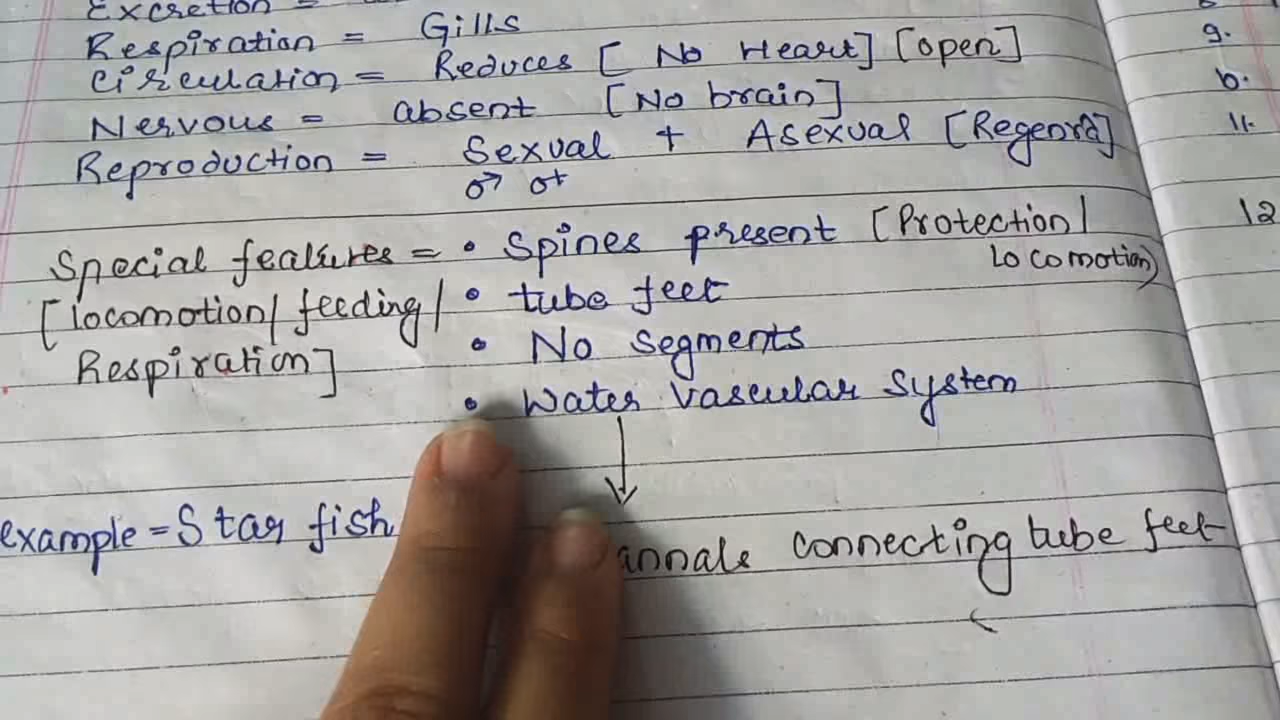 Excretion =
Respiration = Gills
Circulation = Reduces [No Heart] [open]
Nervous = absent [No brain]
Reproduction = Sexual + Asexual [Regenra]
♂ ♀
Special features = • Spines present [Protection/
locomotion]
[locomotion/feeding/ • tube feet
Respiration] • No segments
• Water vascular system
example = Star fish
annals connecting tube feet
9.
11.
12